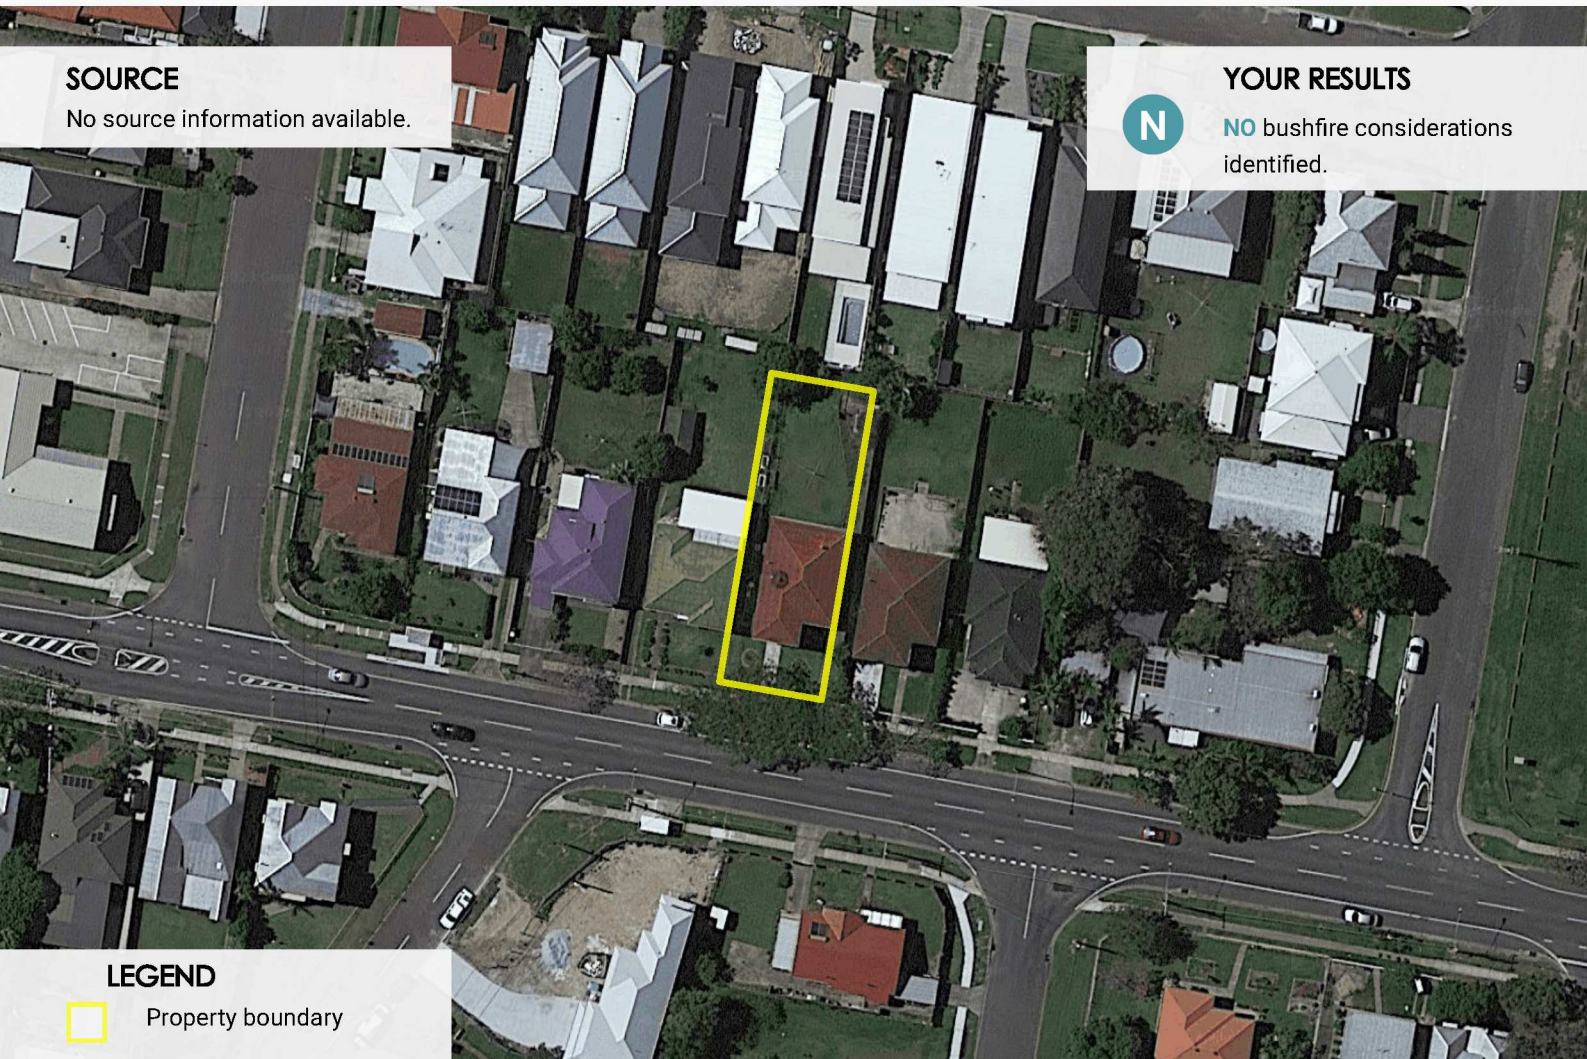 SOURCE
No source information available.
YOUR RESULTS
N
NO bushfire considerations
identified.
LEGEND
Property boundary